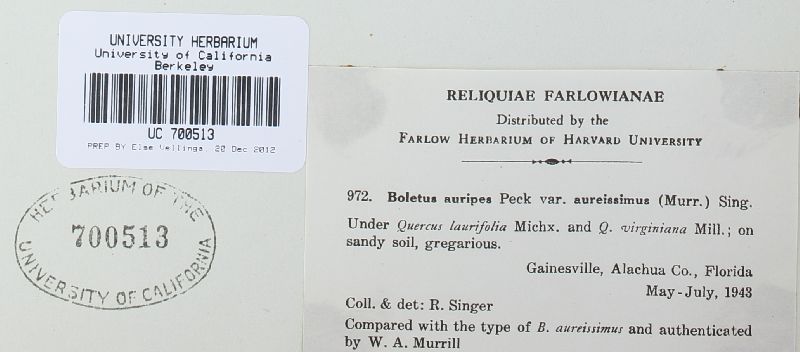 UNIVERSITY HERBARIUM
University of California
Berkeley
UC 700513
PREP BY Else Vellinga, 20 Dec 2012
HERBARIUM OF THE
700513
UNIVERSITY OF CALIFORNIA
RELIQUIAE FARLOWIANAE
Distributed by the
FARLOW HERBARIUM OF HARVARD UNIVERSITY
972. Boletus auripes Peck var. aureissimus (Murr.) Sing.
Under Quercus laurifolia Michx. and Q. virginiana Mill.; on
sandy soil, gregarious.
Gainesville, Alachua Co., Florida
May-July, 1943
Coll. & det: R. Singer
Compared with the type of B. aureissimus and authenticated
by W. A. Murrill